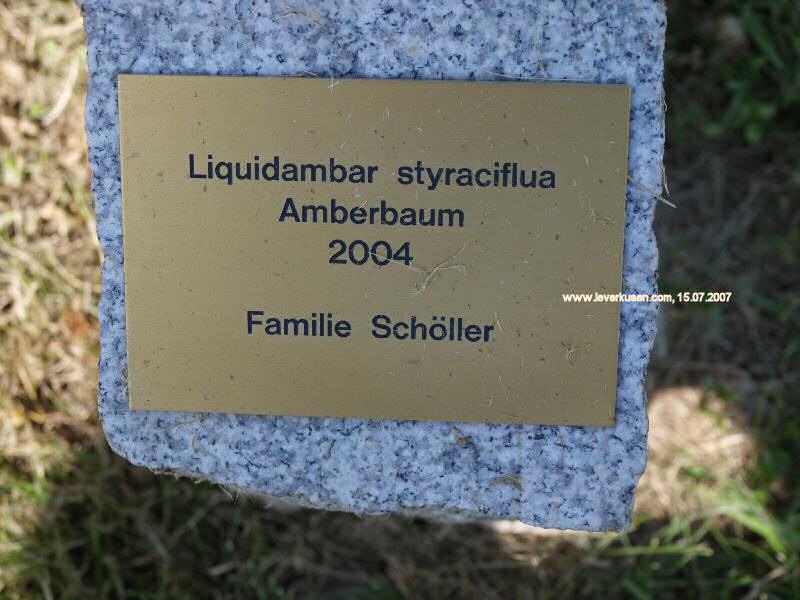 Liquidambar styraciflua
Amberbaum
2004
Familie Schöller
www.leverkusen.com, 15.07.2007